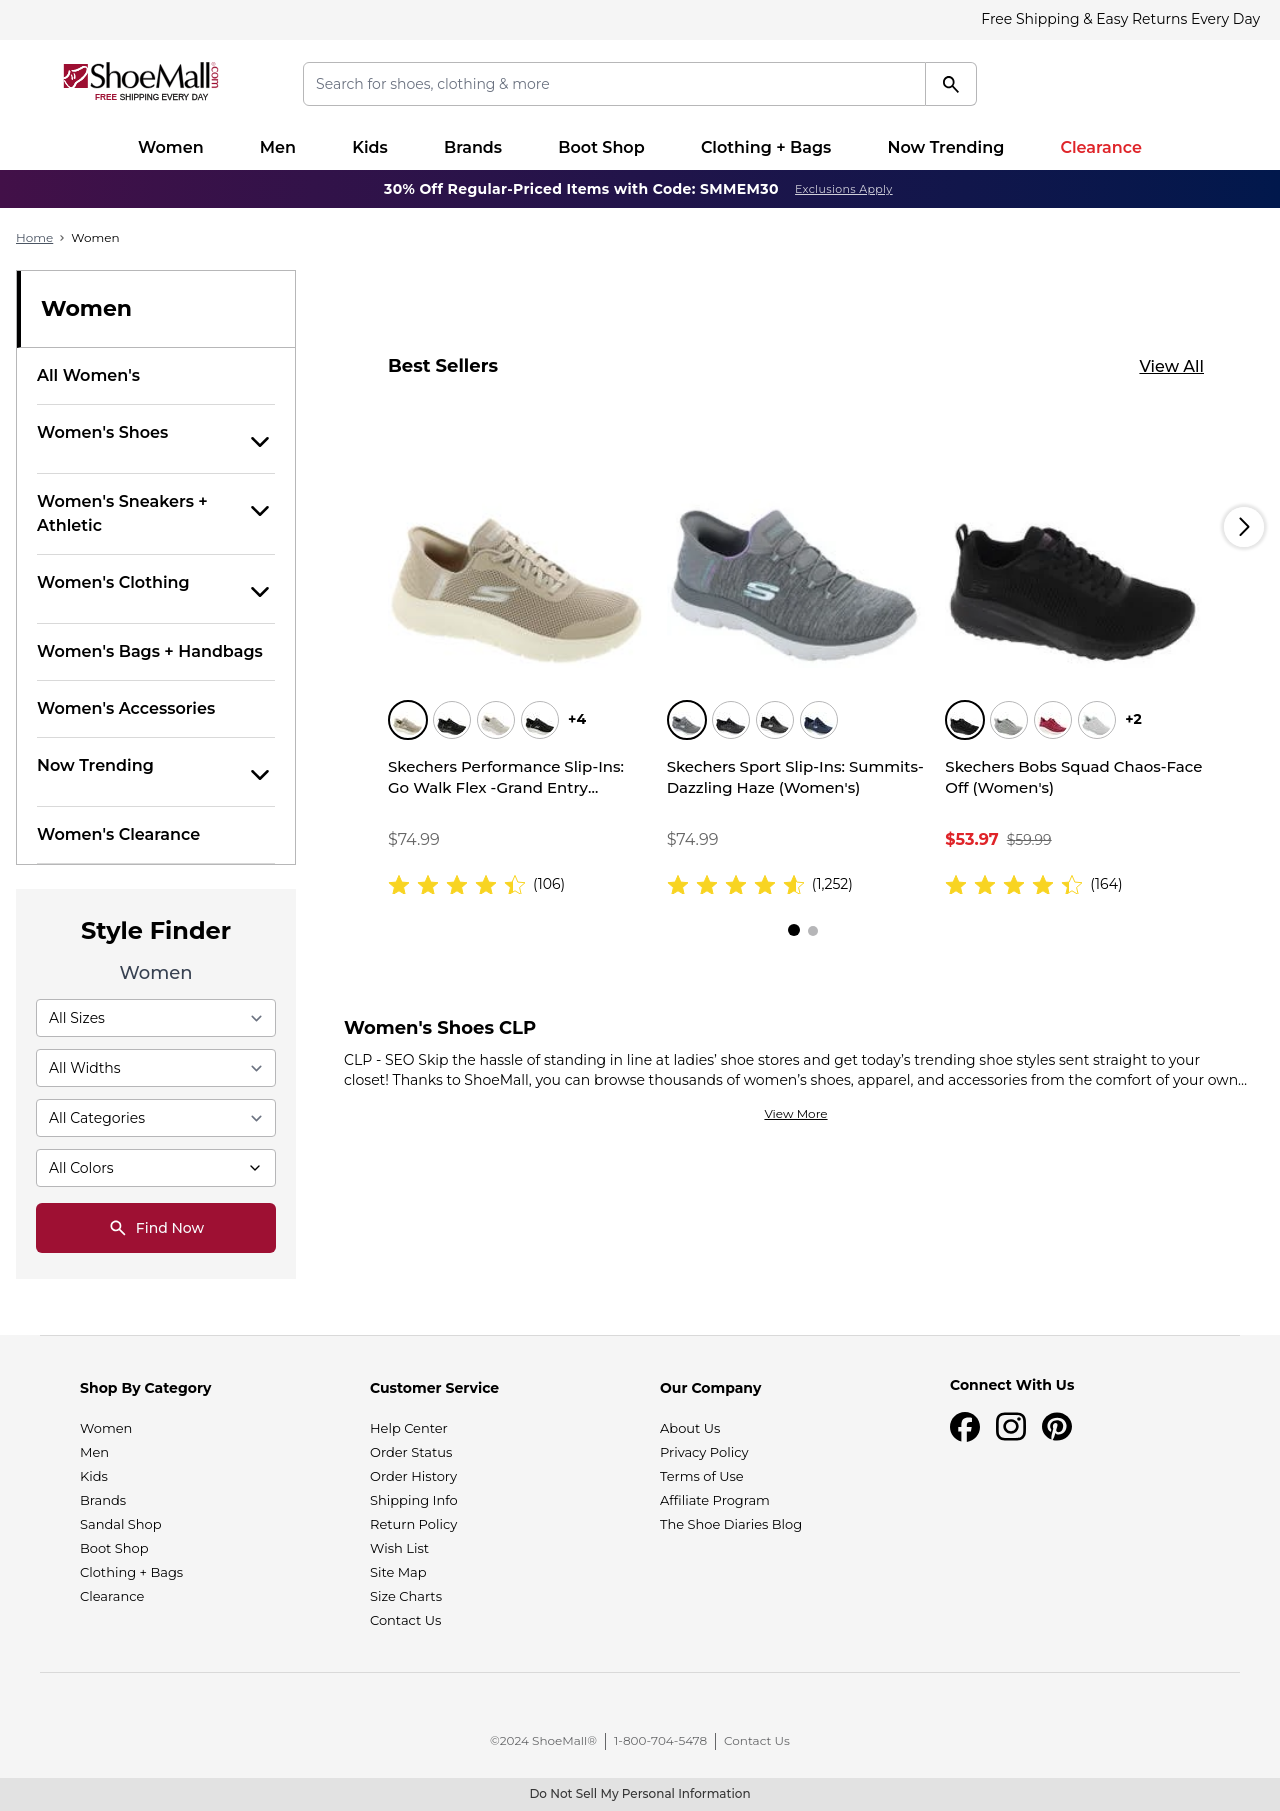 Free Shipping & Easy Returns Every Day
ShoeMall.com
FREE SHIPPING EVERY DAY
Search for shoes, clothing & more
Women
Men
Kids
Brands
Boot Shop
Clothing + Bags
Now Trending
Clearance
30% Off Regular-Priced Items with Code: SMMEM30 Exclusions Apply
Home › Women
Women
All Women's
Women's Shoes
Women's Sneakers +
Athletic
Women's Clothing
Women's Bags + Handbags
Women's Accessories
Now Trending
Women's Clearance
Style Finder
Women
All Sizes
All Widths
All Categories
All Colors
Find Now
Best Sellers
View All
+4
Skechers Performance Slip-Ins:
Go Walk Flex -Grand Entry...
$74.99
(106)
Skechers Sport Slip-Ins: Summits-
Dazzling Haze (Women's)
$74.99
(1,252)
+2
Skechers Bobs Squad Chaos-Face
Off (Women's)
$53.97 $59.99
(164)
Women's Shoes CLP
CLP - SEO Skip the hassle of standing in line at ladies’ shoe stores and get today’s trending shoe styles sent straight to your
closet! Thanks to ShoeMall, you can browse thousands of women’s shoes, apparel, and accessories from the comfort of your own...
View More
Shop By Category
Women
Men
Kids
Brands
Sandal Shop
Boot Shop
Clothing + Bags
Clearance
Customer Service
Help Center
Order Status
Order History
Shipping Info
Return Policy
Wish List
Site Map
Size Charts
Contact Us
Our Company
About Us
Privacy Policy
Terms of Use
Affiliate Program
The Shoe Diaries Blog
Connect With Us
©2024 ShoeMall® | 1-800-704-5478 | Contact Us
Do Not Sell My Personal Information